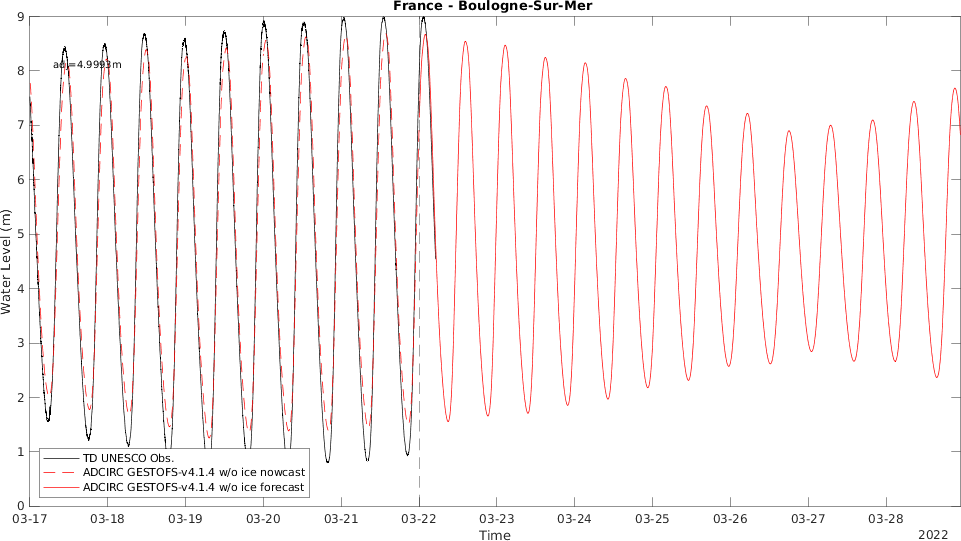 France - Boulogne-Sur-Mer
9
8
7
6
5
4
3
2
1
0
Water Level (m)
adj=4.9993m
TD UNESCO Obs.
ADCIRC GESTOFS-v4.1.4 w/o ice nowcast
ADCIRC GESTOFS-v4.1.4 w/o ice forecast
03-17 03-18 03-19 03-20 03-21 03-22 03-23 03-24 03-25 03-26 03-27 03-28
Time
2022